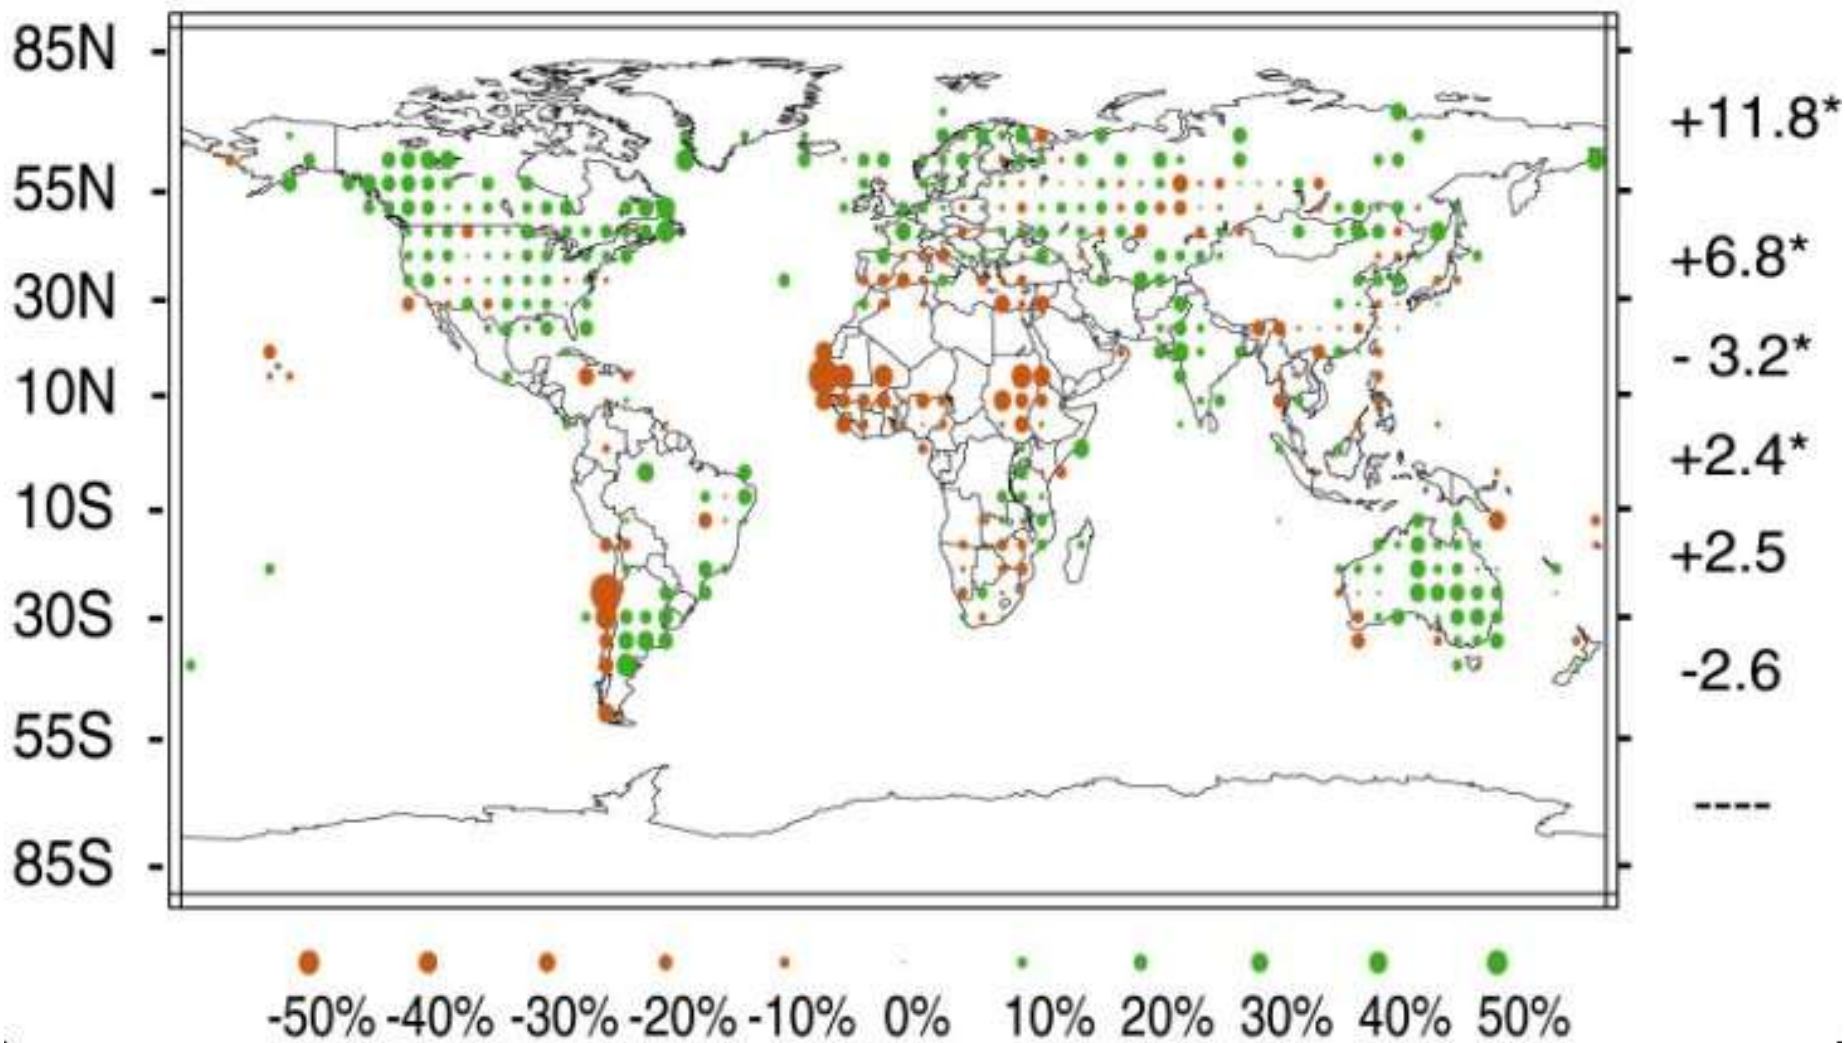 85N
+11.8*
55N
+6.8*
30N
- 3.2*
10N
+2.4*
10S
+2.5
30S
-2.6
55S
----
85S
-50% -40% -30% -20% -10% 0% 10% 20% 30% 40% 50%